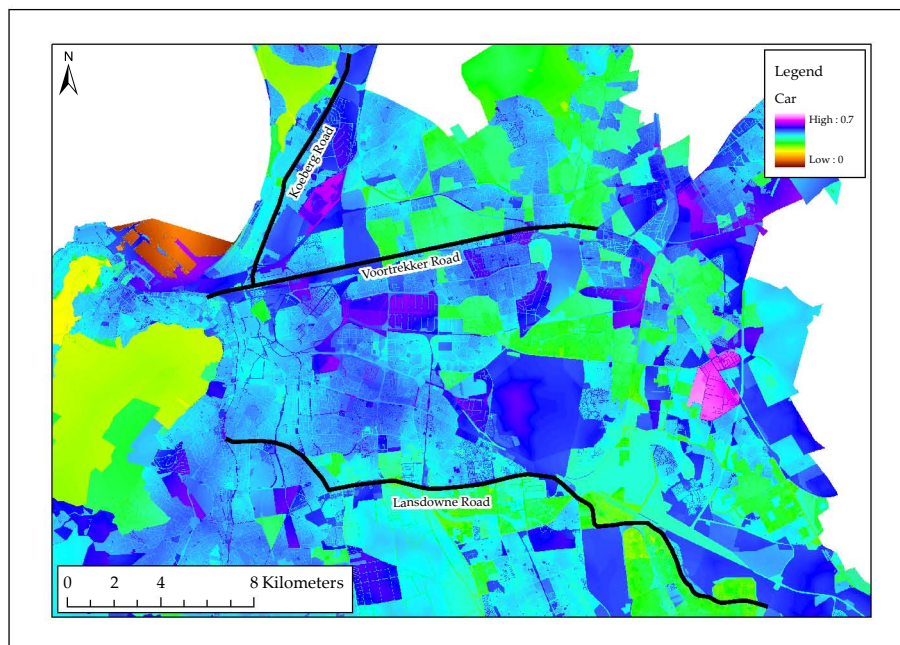 N
Legend
Car
High : 0.7
Low : 0
Koeberg Road
Voortrekker Road
Lansdowne Road
0 2 4 8 Kilometers